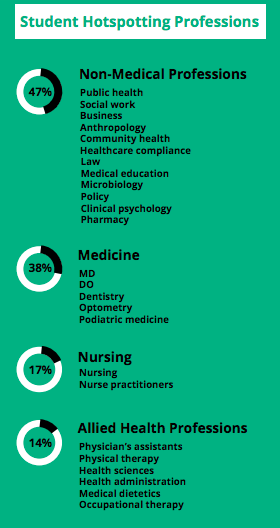 Student Hotspotting Professions
47%
Non-Medical Professions
Public health
Social work
Business
Anthropology
Community health
Healthcare compliance
Law
Medical education
Microbiology
Policy
Clinical psychology
Pharmacy
38%
Medicine
MD
DO
Dentistry
Optometry
Podiatric medicine
17%
Nursing
Nursing
Nurse practitioners
14%
Allied Health Professions
Physician's assistants
Physical therapy
Health sciences
Health administration
Medical dietetics
Occupational therapy